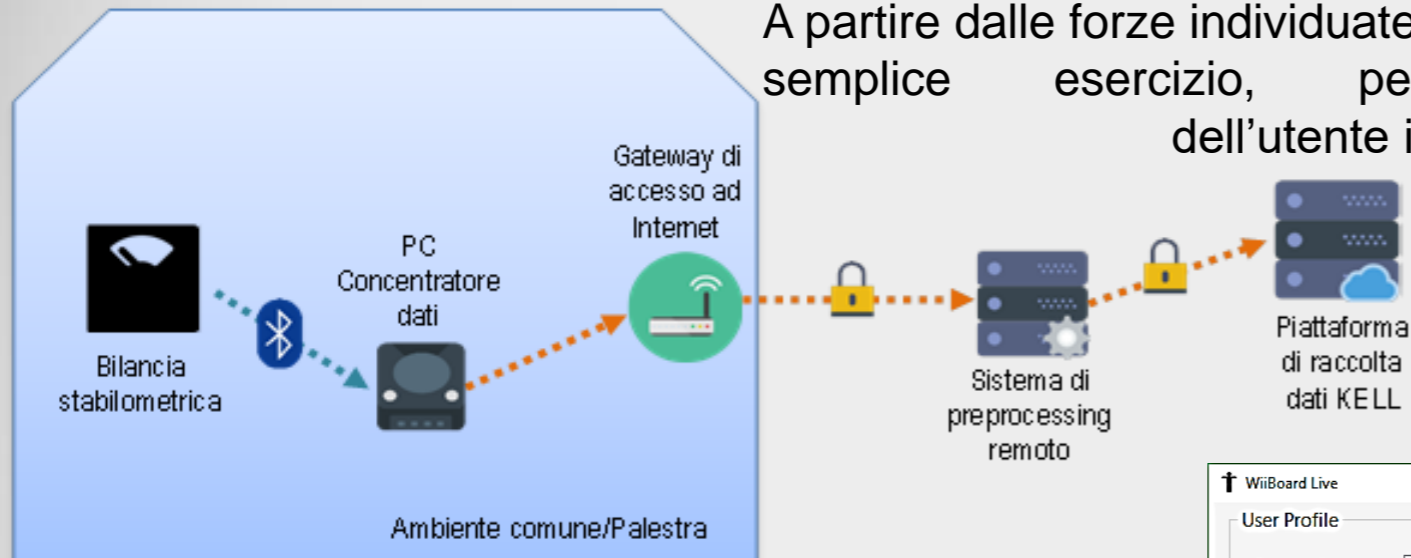 A partire dalle forze individuate
semplice esercizio, pe
dell'utente i
Gateway di
accesso ad
Internet
PC
Concentratore
dati
Bilancia
stabilometrica
Sistema di
preprocessing
remoto
Piattaforma
di raccolta
dati KELL
Ambiente comune/Palestra
WiiBoard Live
User Profile